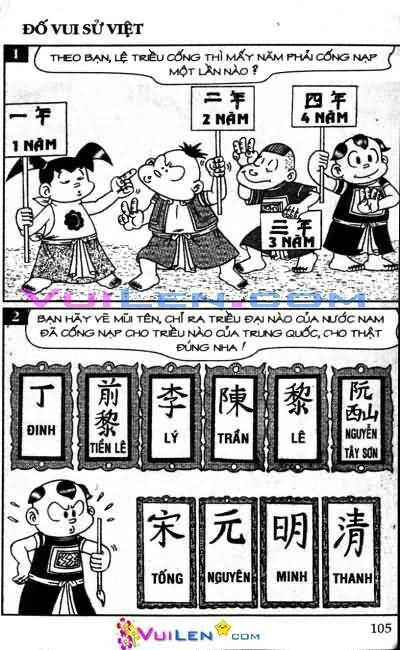 ĐỐ VUI SỬ VIỆT
1
THEO BẠN, LỆ TRIỀU CỐNG THÌ MẤY NĂM PHẢI CỐNG NẠP
MỘT LẦN NÀO ?
一年
1 NĂM
二年
2 NĂM
四年
4 NĂM
三年
3 NĂM
VUILEN.COM
2
BẠN HÃY VẼ MŨI TÊN, CHỈ RA TRIỀU ĐẠI NÀO CỦA NƯỚC NAM
ĐÃ CỐNG NẠP CHO TRIỀU NÀO CỦA TRUNG QUỐC, CHO THẬT
ĐÚNG NHA !
丁
ĐINH
前黎
TIỀN LÊ
李
LÝ
陳
TRẦN
黎
LÊ
阮
西山
NGUYỄN
TÂY SƠN
宋
TỐNG
元
NGUYÊN
明
MINH
清
THANH
105
VUILEN.COM